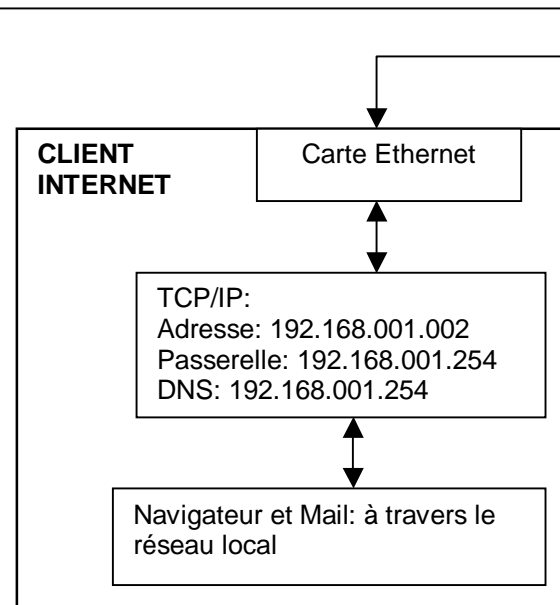 CLIENT
INTERNET
Carte Ethernet
TCP/IP:
Adresse: 192.168.001.002
Passerelle: 192.168.001.254
DNS: 192.168.001.254
Navigateur et Mail: à travers le
réseau local